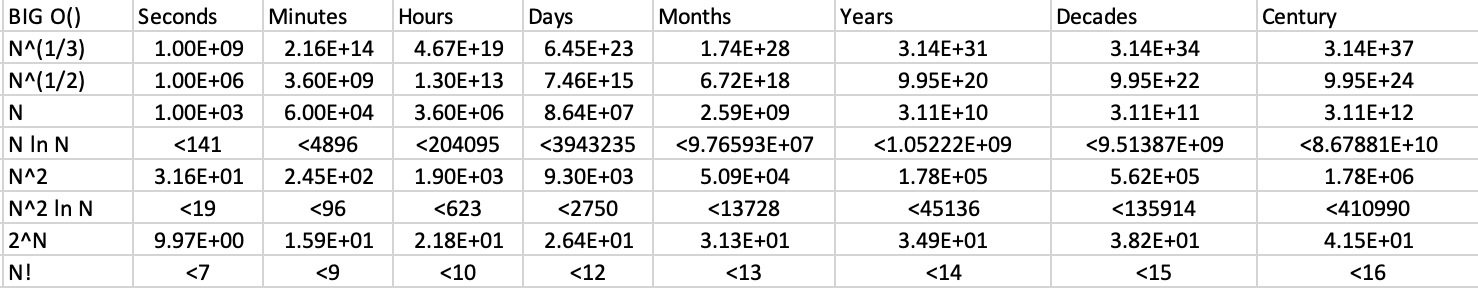 BIG O() Seconds Minutes Hours Days Months Years Decades Century
N^(1/3) 1.00E+09 2.16E+14 4.67E+19 6.45E+23 1.74E+28 3.14E+31 3.14E+34 3.14E+37
N^(1/2) 1.00E+06 3.60E+09 1.30E+13 7.46E+15 6.72E+18 9.95E+20 9.95E+22 9.95E+24
N 1.00E+03 6.00E+04 3.60E+06 8.64E+07 2.59E+09 3.11E+10 3.11E+11 3.11E+12
N ln N <141 <4896 <204095 <3943235 <9.76593E+07 <1.05222E+09 <9.51387E+09 <8.67881E+10
N^2 3.16E+01 2.45E+02 1.90E+03 9.30E+03 5.09E+04 1.78E+05 5.62E+05 1.78E+06
N^2 ln N <19 <96 <623 <2750 <13728 <45136 <135914 <410990
2^N 9.97E+00 1.59E+01 2.18E+01 2.64E+01 3.13E+01 3.49E+01 3.82E+01 4.15E+01
N! <7 <9 <10 <12 <13 <14 <15 <16